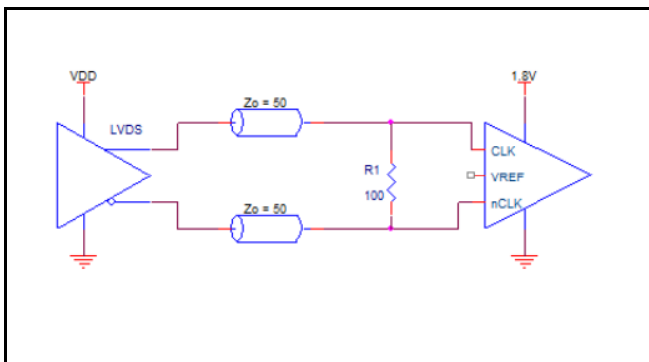 VDD
1.8V
Zo = 50
LVDS
CLK
R1
VREF
100
Zo = 50
nCLK